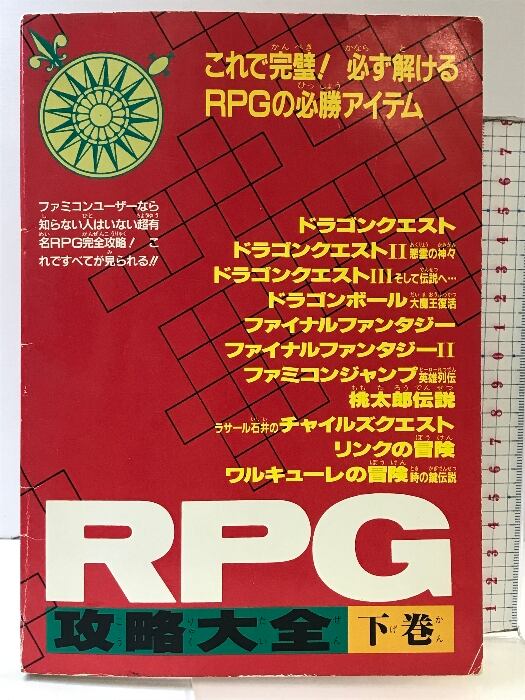 これで完璧! 必ず解ける
RPGの必勝アイテム
ファミコンユーザーなら
知らない人はいない超有
名RPG完全攻略! こ
れですべてが見られる!!
ドラゴンクエスト
ドラゴンクエストII 悪霊の神々
ドラゴンクエストIII そして伝説へ…
ドラゴンボール 大魔王復活
ファイナルファンタジー
ファイナルファンタジーII
ファミコンジャンプ 英雄列伝
桃太郎伝説
ラサール石井のチャイルズクエスト
リンクの冒険
ワルキューレの冒険 時の鍵伝説
RPG
攻略大全 下巻